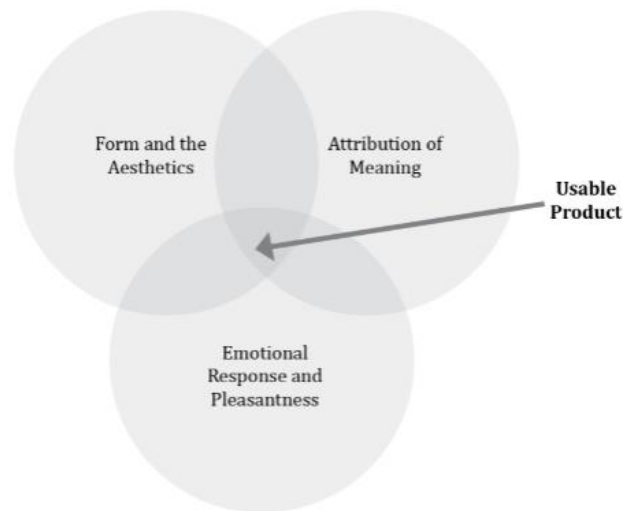 Form and the
Aesthetics
Attribution of
Meaning
Usable
Product
Emotional
Response and
Pleasantness